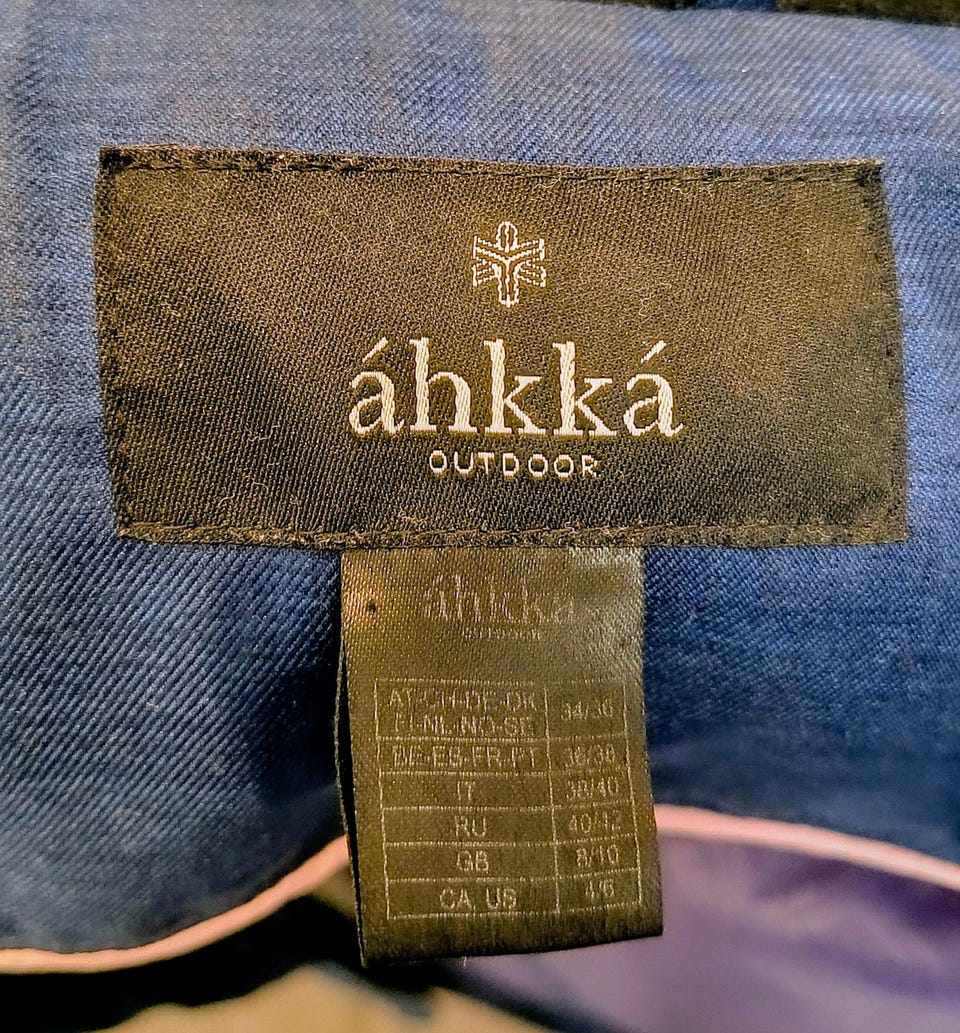 áhkká
OUTDOOR
áhkká
OUTDOOR
AT-CH-DE-DK
FI-NL-NO-SE 34/36
BE-ES-FR-PT 36/38
IT 38/40
RU 40/42
GB 8/10
CA, US 4/6